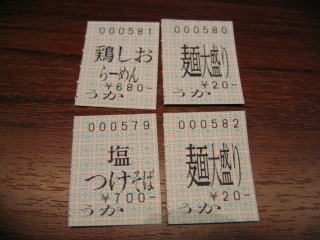 000581
鶏しお
らーめん
¥680-
うか
000580
麺大盛り
¥20-
うか
000579
塩
つけそば
¥700-
うか
000582
麺大盛り
¥20-
うか